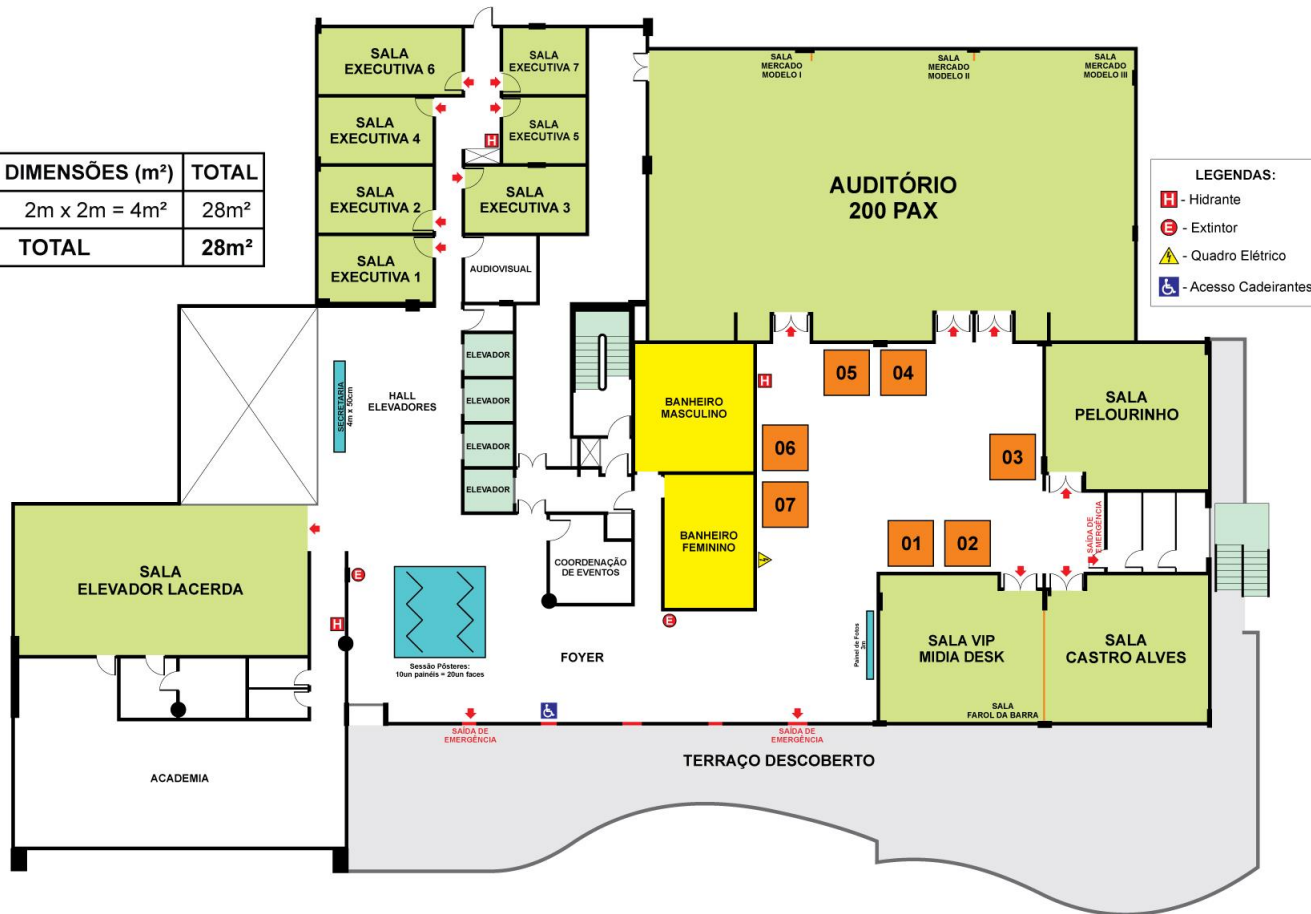 DIMENSÕES (m²) TOTAL
2m x 2m = 4m² 28m²
TOTAL 28m²
SALA
EXECUTIVA 6
SALA
EXECUTIVA 7
SALA
EXECUTIVA 4
SALA
EXECUTIVA 5
H
SALA
EXECUTIVA 2
SALA
EXECUTIVA 3
SALA
EXECUTIVA 1
AUDIOVISUAL
SALA
MERCADO
MODELO I
SALA
MERCADO
MODELO II
SALA
MERCADO
MODELO III
AUDITÓRIO
200 PAX
LEGENDAS:
H - Hidrante
E - Extintor
- Quadro Elétrico
- Acesso Cadeirantes
SECRETARIA
4m x 50cm
HALL
ELEVADORES
ELEVADOR
ELEVADOR
ELEVADOR
ELEVADOR
BANHEIRO
MASCULINO
H
05
04
06
03
07
01
02
SALA
PELOURINHO
SAÍDA DE
EMERGÊNCIA
BANHEIRO
FEMININO
COORDENAÇÃO
DE EVENTOS
SALA
ELEVADOR LACERDA
E
H
E
Sessão Pôsteres:
10un painéis = 20un faces
FOYER
Painel de Fotos
3m
SALA VIP
MIDIA DESK
SALA
CASTRO ALVES
SALA
FAROL DA BARRA
SAÍDA DE
EMERGÊNCIA
SAÍDA DE
EMERGÊNCIA
TERRAÇO DESCOBERTO
ACADEMIA